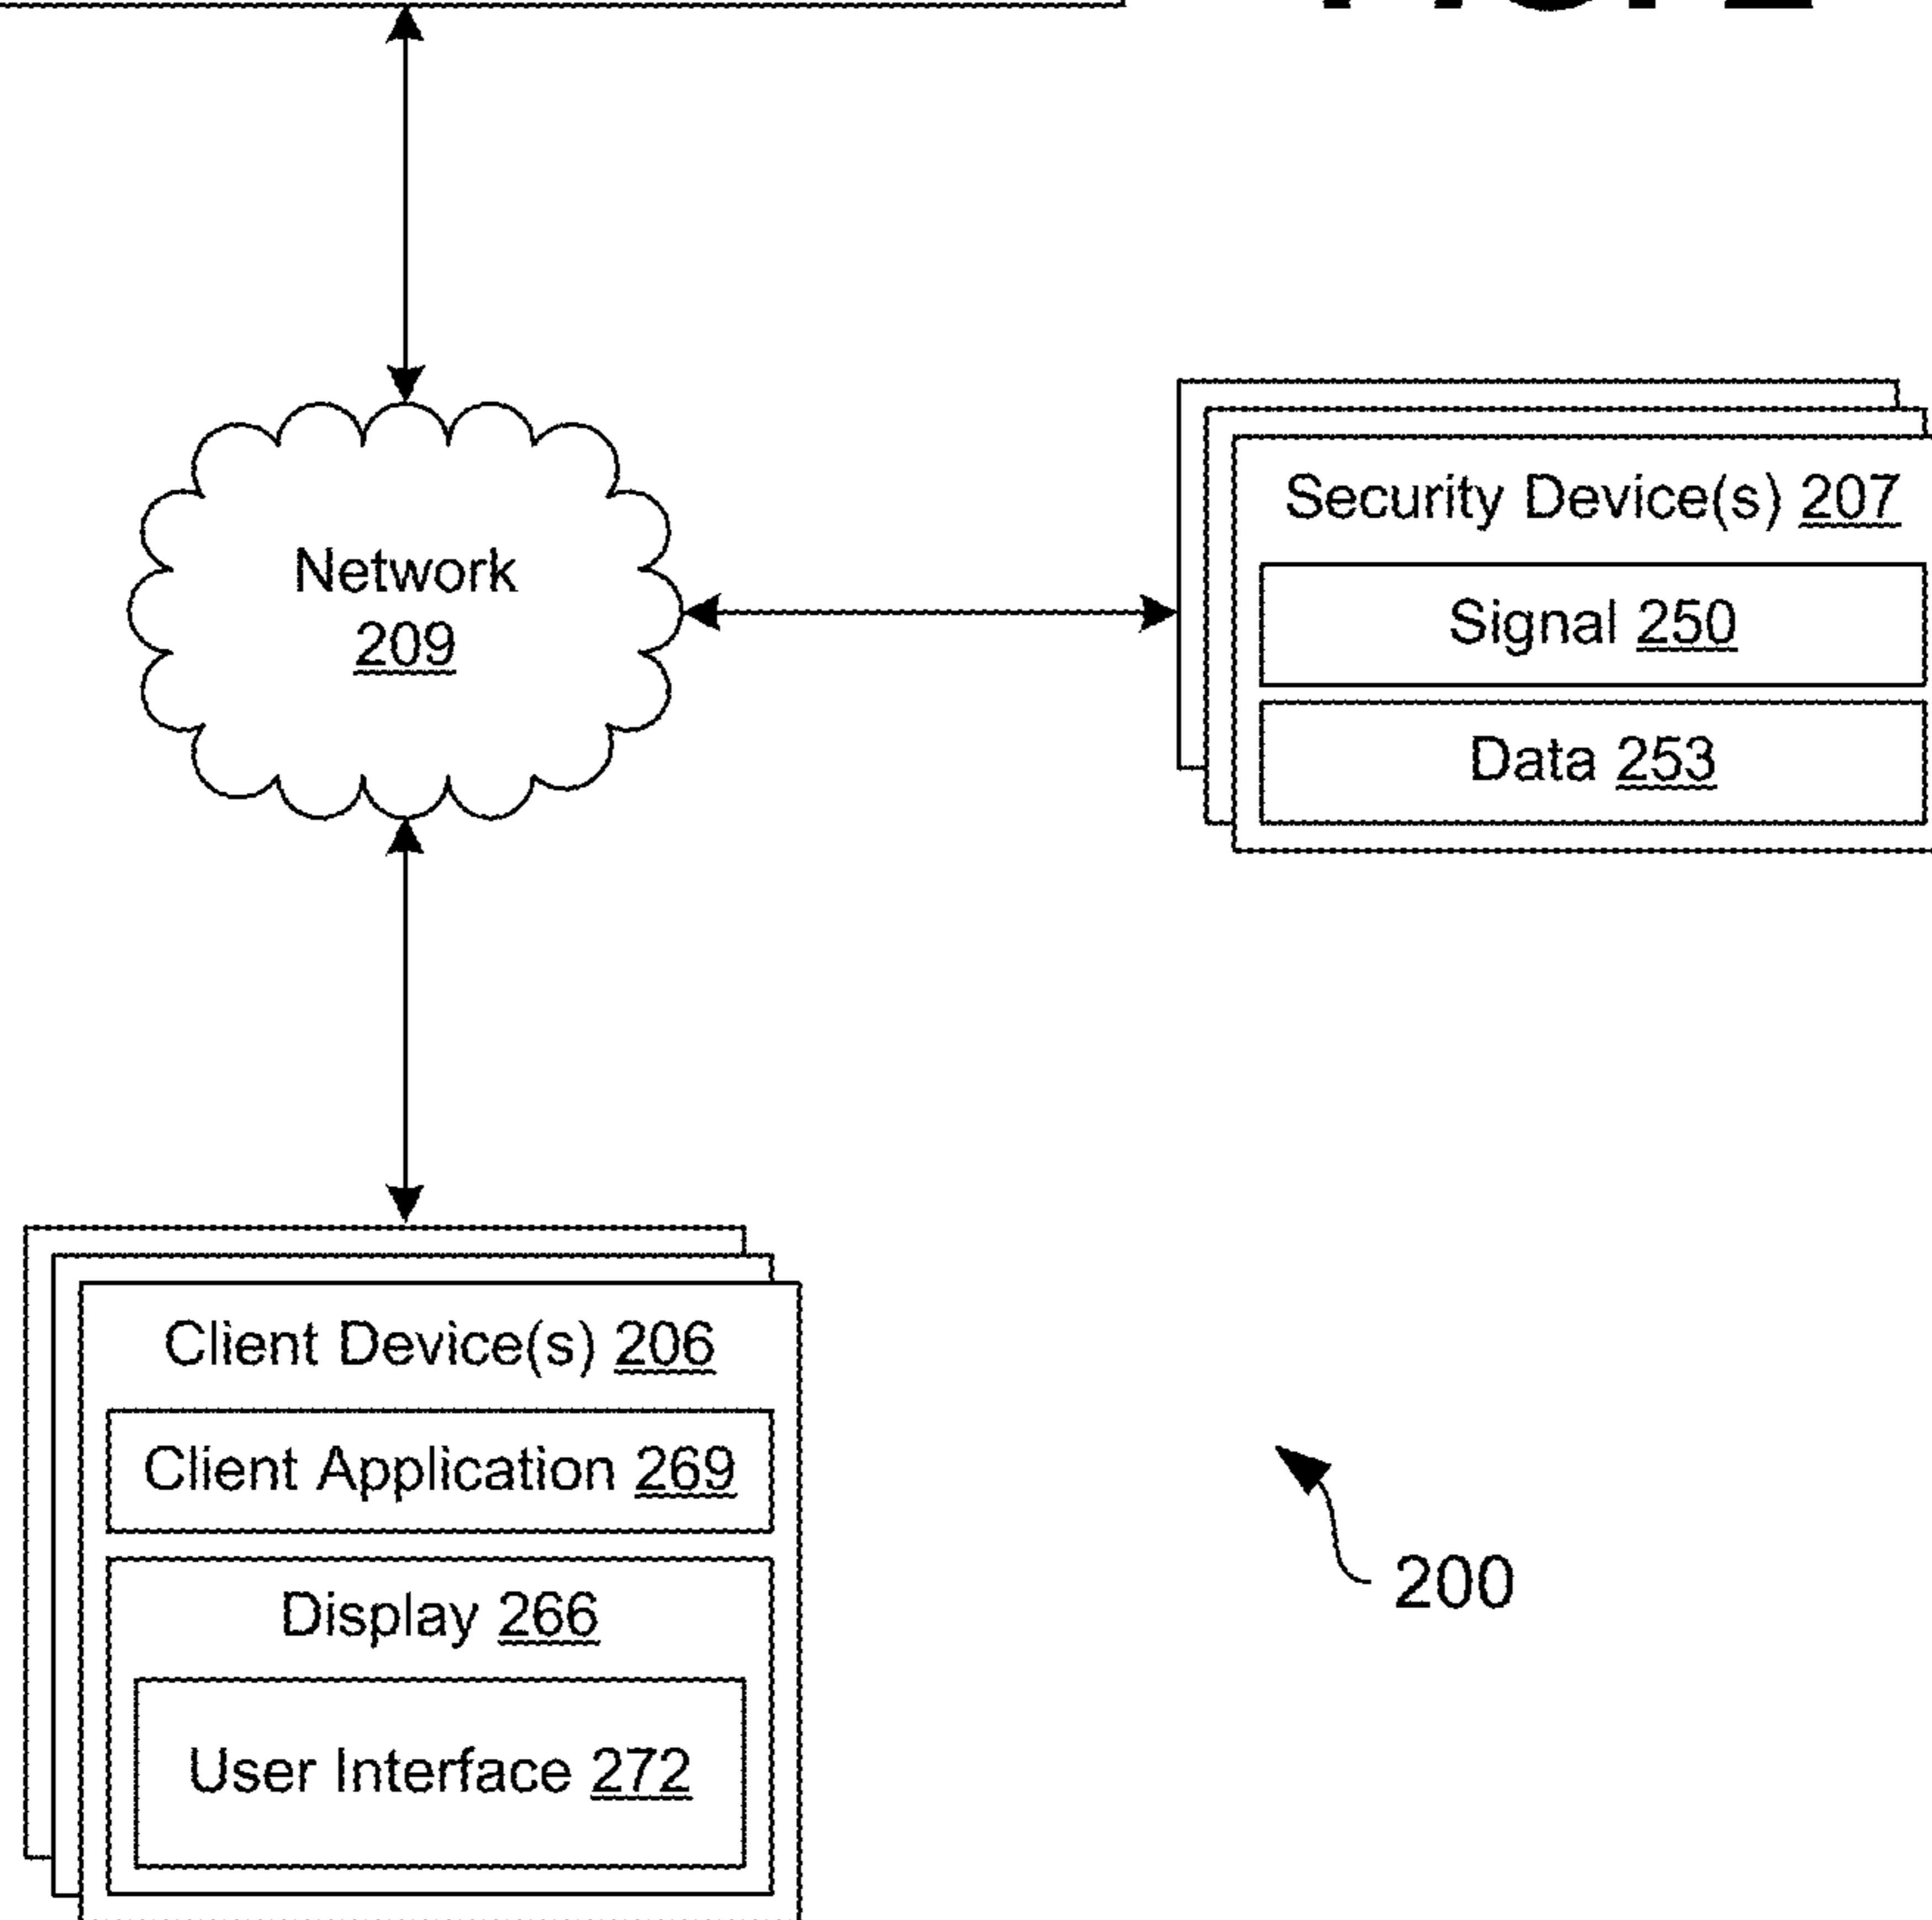 Network
209
Security Device(s) 207
Signal 250
Data 253
Client Device(s) 206
Client Application 269
Display 266
User Interface 272
200